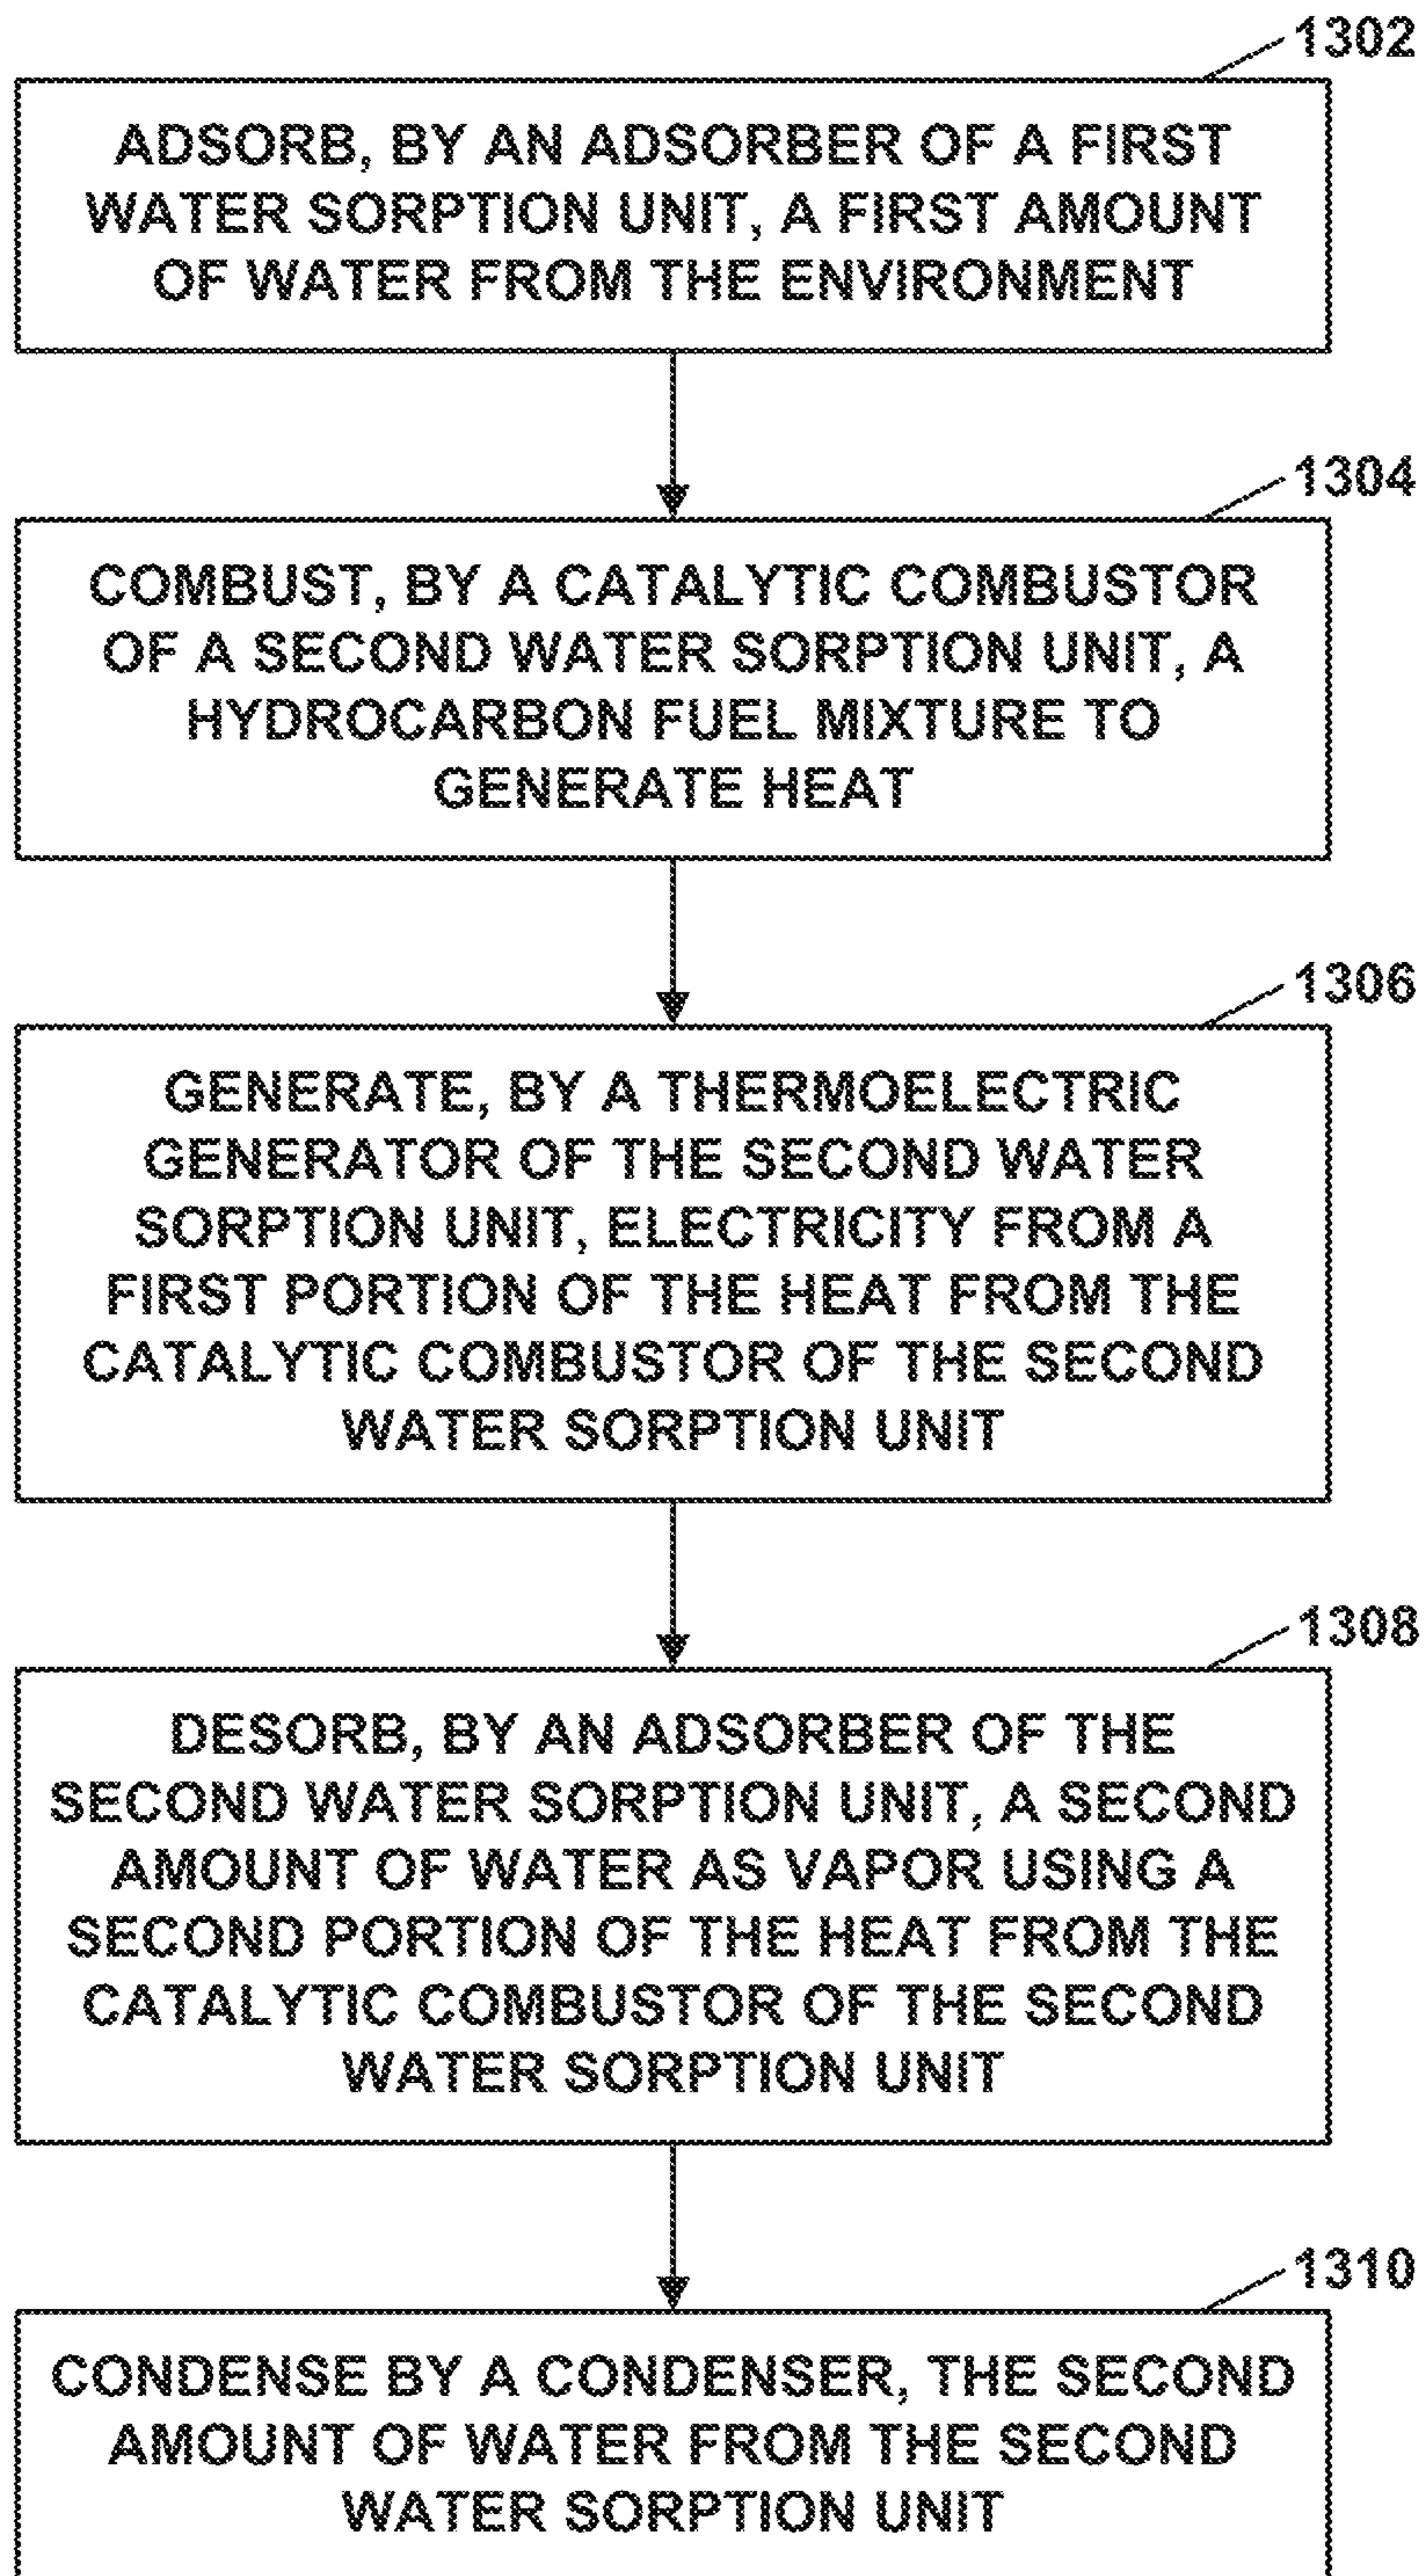 1302
ADSORB, BY AN ADSORBER OF A FIRST
WATER SORPTION UNIT, A FIRST AMOUNT
OF WATER FROM THE ENVIRONMENT
1304
COMBUST, BY A CATALYTIC COMBUSTOR
OF A SECOND WATER SORPTION UNIT, A
HYDROCARBON FUEL MIXTURE TO
GENERATE HEAT
1306
GENERATE, BY A THERMOELECTRIC
GENERATOR OF THE SECOND WATER
SORPTION UNIT, ELECTRICITY FROM A
FIRST PORTION OF THE HEAT FROM THE
CATALYTIC COMBUSTOR OF THE SECOND
WATER SORPTION UNIT
1308
DESORB, BY AN ADSORBER OF THE
SECOND WATER SORPTION UNIT, A SECOND
AMOUNT OF WATER AS VAPOR USING A
SECOND PORTION OF THE HEAT FROM THE
CATALYTIC COMBUSTOR OF THE SECOND
WATER SORPTION UNIT
1310
CONDENSE BY A CONDENSER, THE SECOND
AMOUNT OF WATER FROM THE SECOND
WATER SORPTION UNIT